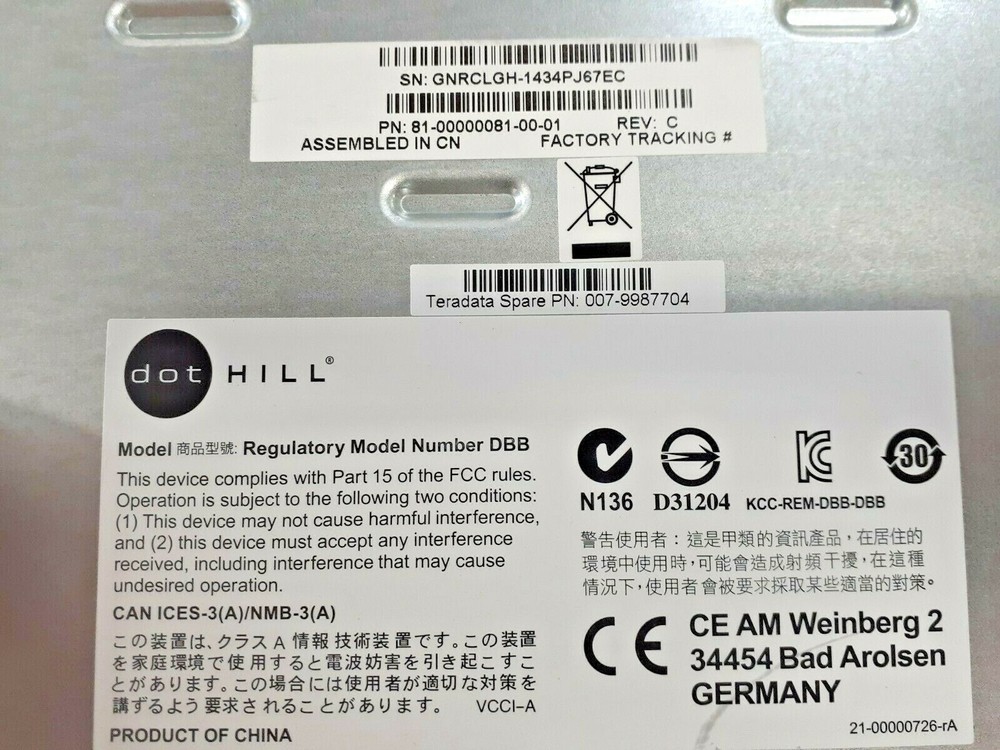 SN: GNRCLGH-1434PJ67EC
PN: 81-00000081-00-01 REV: C
ASSEMBLED IN CN FACTORY TRACKING #
Teradata Spare PN: 007-9987704
dot HILL®
Model 商品型號: Regulatory Model Number DBB
This device complies with Part 15 of the FCC rules.
Operation is subject to the following two conditions:
(1) This device may not cause harmful interference,
and (2) this device must accept any interference
received, including interference that may cause
undesired operation.
CAN ICES-3(A)/NMB-3(A)
この装置は、クラス A 情報技術装置です。この装置
を家庭環境で使用すると電波妨害を引き起こすこ
とがあります。この場合には使用者が適切な対策を
講ずるよう要求されることがあります。 VCCI-A
PRODUCT OF CHINA
30
N136 D31204 KCC-REM-DBB-DBB
警告使用者：這是甲類的資訊產品，在居住的
環境中使用時，可能會造成射頻干擾，在這種
情況下，使用者會被要求採取某些適當的對策。
CE CE AM Weinberg 2
34454 Bad Arolsen
GERMANY
21-00000726-rA